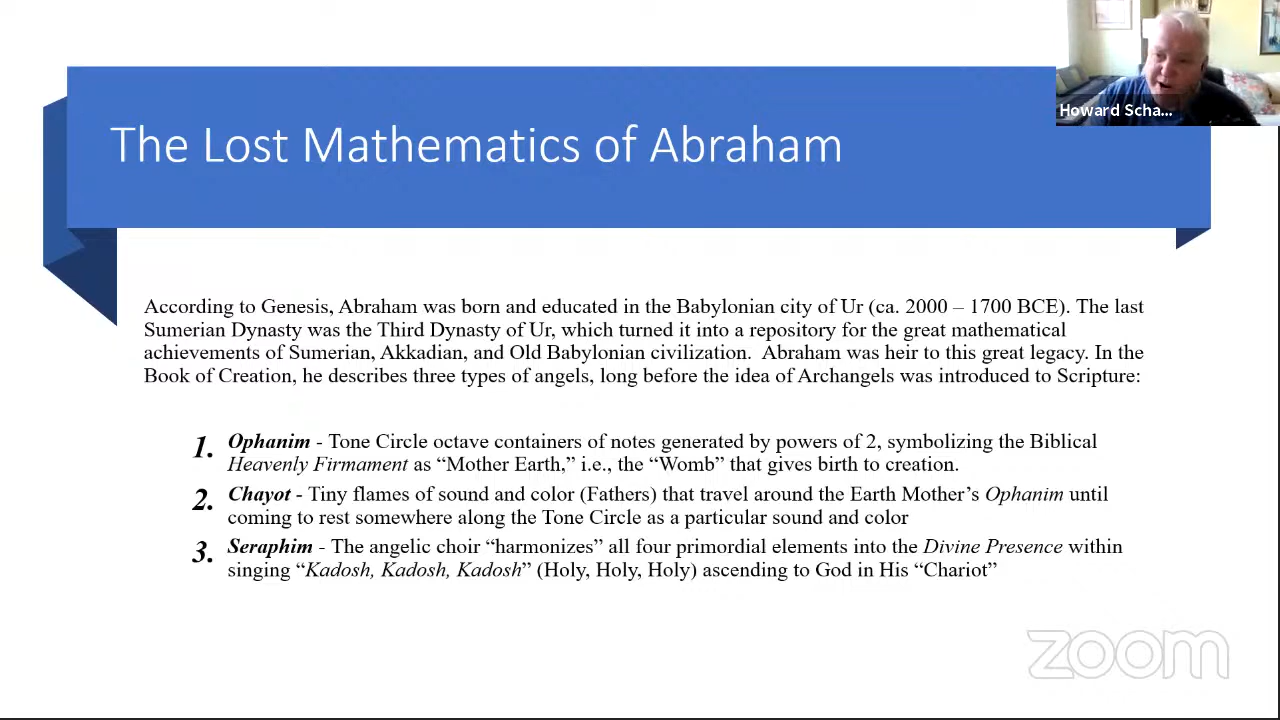 Howard Scha...
The Lost Mathematics of Abraham
According to Genesis, Abraham was born and educated in the Babylonian city of Ur (ca. 2000 – 1700 BCE). The last
Sumerian Dynasty was the Third Dynasty of Ur, which turned it into a repository for the great mathematical
achievements of Sumerian, Akkadian, and Old Babylonian civilization.  Abraham was heir to this great legacy. In the
Book of Creation, he describes three types of angels, long before the idea of Archangels was introduced to Scripture:
1. Ophanim - Tone Circle octave containers of notes generated by powers of 2, symbolizing the Biblical
Heavenly Firmament as “Mother Earth,” i.e., the “Womb” that gives birth to creation.
2. Chayot - Tiny flames of sound and color (Fathers) that travel around the Earth Mother’s Ophanim until
coming to rest somewhere along the Tone Circle as a particular sound and color
3. Seraphim - The angelic choir “harmonizes” all four primordial elements into the Divine Presence within
singing “Kadosh, Kadosh, Kadosh” (Holy, Holy, Holy) ascending to God in His “Chariot”
zoom